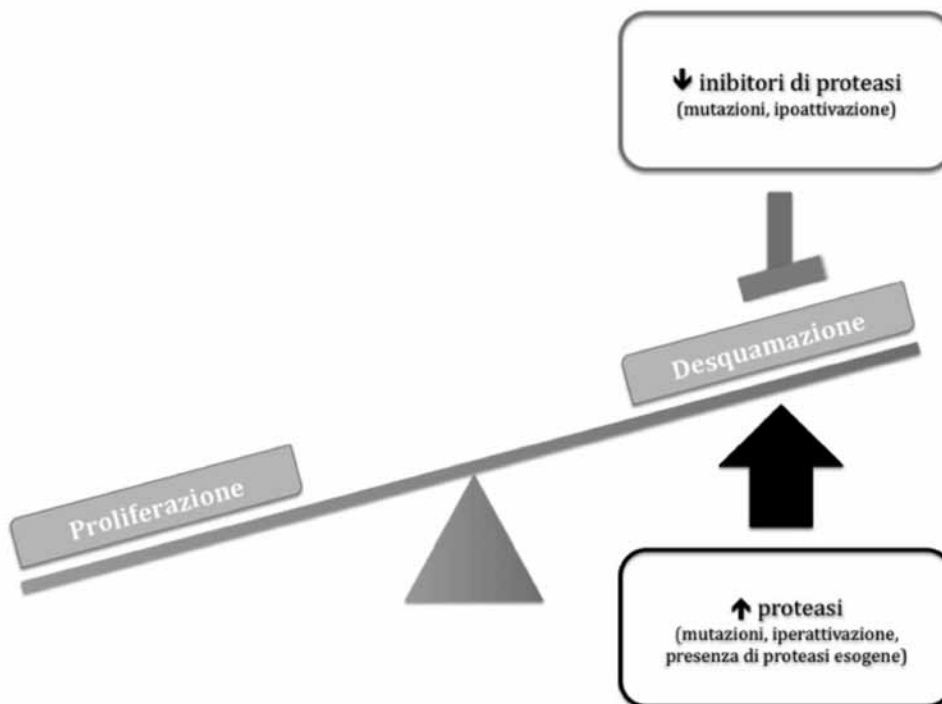 ↓ inibitori di proteasi
(mutazioni, ipoattivazione)
Desquamazione
Proliferazione
↑ proteasi
(mutazioni, iperattivazione,
presenza di proteasi esogene)